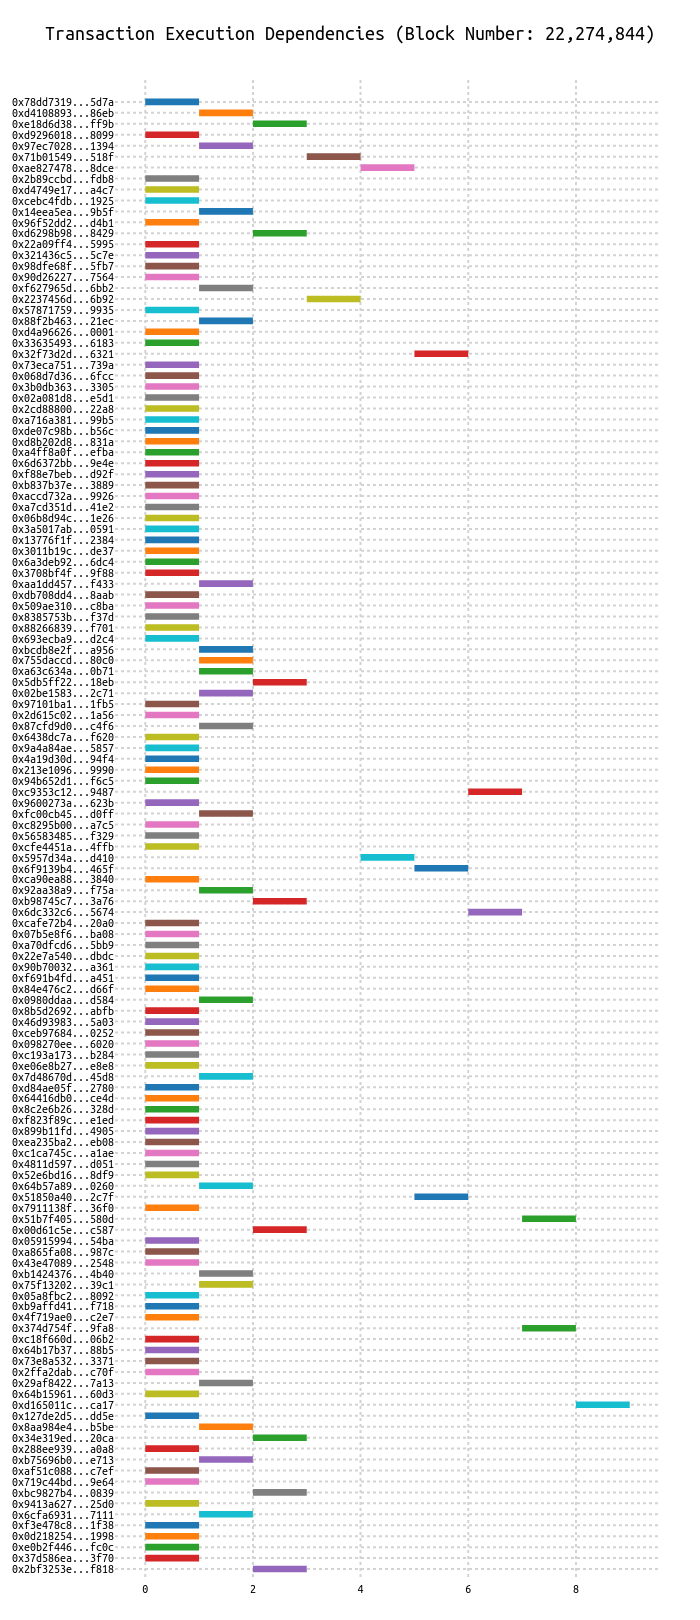 Transaction Execution Dependencies (Block Number: 22,274,844)
0x78dd7319...5d7a
0xd4108893...86eb
0xe18d6d38...ff9b
0xd9296018...8099
0x97ec7028...1394
0x71b01549...518f
0xae827478...8dce
0x2b89ccbd...fdb8
0xd4749e17...a4c7
0xcebc4fdb...1925
0x14eea5ea...9b5f
0x96f52dd2...d4b1
0xd6298b98...8429
0x22a09ff4...5995
0x321436c5...5c7e
0x98dfe68f...5fb7
0x90d26227...7564
0xf627965d...6bb2
0x2237456d...6b92
0x57871759...9935
0x88f2b463...21ec
0xd4a96626...0001
0x33635493...6183
0x32f73d2d...6321
0x73eca751...739a
0x068d7d36...6fcc
0x3b0db363...3305
0x02a081d8...e5d1
0x2cd88800...22a8
0xa716a381...99b5
0xde07c98b...b56c
0xd8b202d8...831a
0xa4ff8a0f...efba
0x6d6372bb...9e4e
0xf88e7beb...d92f
0xb837b37e...3889
0xaccd732a...9926
0xa7cd351d...41e2
0x06b8d94c...1e26
0x3a5017ab...0591
0x13776f1f...2384
0x3011b19c...de37
0x6a3deb92...6dc4
0x3708bf4f...9f88
0xaa1dd457...f433
0xdb708dd4...8aab
0x509ae310...c8ba
0x8385753b...f37d
0x88266839...f701
0x693ecba9...d2c4
0xbcdb8e2f...a956
0x755daccd...80c0
0xa63c634a...0b71
0x5db5ff22...18eb
0x02be1583...2c71
0x97101ba1...1fb5
0x2d615c02...1a56
0x87cfd9d0...c4f6
0x6438dc7a...f620
0x9a4a84ae...5857
0x4a19d30d...94f4
0x213e1096...9990
0x94b652d1...f6c5
0xc9353c12...9487
0x9600273a...623b
0xfc00cb45...d0ff
0xc8295b00...a7c5
0x56583485...f329
0xcfe4451a...4ffb
0x5957d34a...d410
0x6f9139b4...465f
0xca90ea88...3840
0x92aa38a9...f75a
0xb98745c7...3a76
0x6dc332c6...5674
0xcafe72b4...20a0
0x07b5e8f6...ba08
0xa70dfcd6...5bb9
0x22e7a540...dbdc
0x90b70032...a361
0xf691b4fd...a451
0x84e476c2...d66f
0x0980ddaa...d584
0x8b5d2692...abfb
0x46d93983...5a03
0xceb97684...0252
0x098270ee...6020
0xc193a173...b284
0xe06e8b27...e8e8
0x7d48670d...45d8
0xd84ae05f...2780
0x64416db0...ce4d
0x8c2e6b26...328d
0xf823f89c...e1ed
0x899b11fd...4905
0xea235ba2...eb08
0xc1ca745c...a1ae
0x4811d597...d051
0x52e6bd16...8df9
0x64b57a89...0260
0x51850a40...2c7f
0x7911138f...36f0
0x51b7f405...580d
0x00d61c5e...c587
0x05915994...54ba
0xa865fa08...987c
0x43e47089...2548
0xb1424376...4b40
0x75f13202...39c1
0x05a8fbc2...8092
0xb9affd41...f718
0x4f719ae0...c2e7
0x374d754f...9fa8
0xc18f660d...06b2
0x64b17b37...88b5
0x73e8a532...3371
0x2ffa2dab...c70f
0x29af8422...7a13
0x64b15961...60d3
0xd165011c...ca17
0x127de2d5...dd5e
0x8aa984e4...b5be
0x34e319ed...20ca
0x288ee939...a0a8
0xb75696b0...e713
0xaf51c088...c7ef
0x719c44bd...9e64
0xbc9827b4...0839
0x9413a627...25d0
0x6cfa6931...7111
0xf3e478c8...1f38
0x0d218254...1998
0xe0b2f446...fc0c
0x37d586ea...3f70
0x2bf3253e...f818
0 2 4 6 8